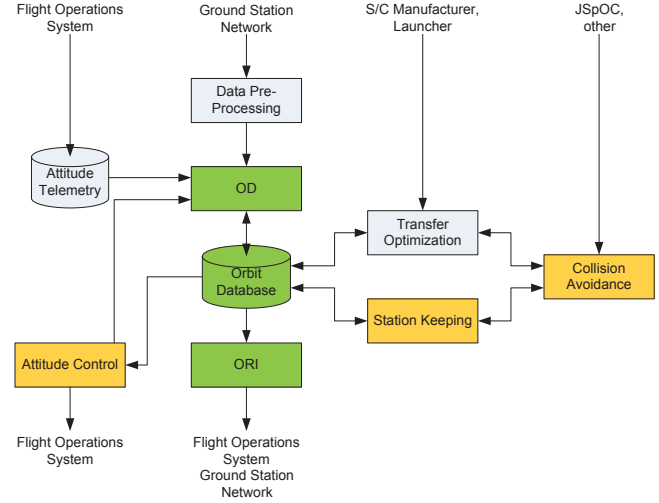 Flight Operations
System
Ground Station
Network
S/C Manufacturer,
Launcher
JSpOC,
other
Data Pre-
Processing
Attitude
Telemetry
OD
Transfer
Optimization
Orbit
Database
Collision
Avoidance
Station Keeping
Attitude Control
ORI
Flight Operations
System
Flight Operations
System
Ground Station
Network